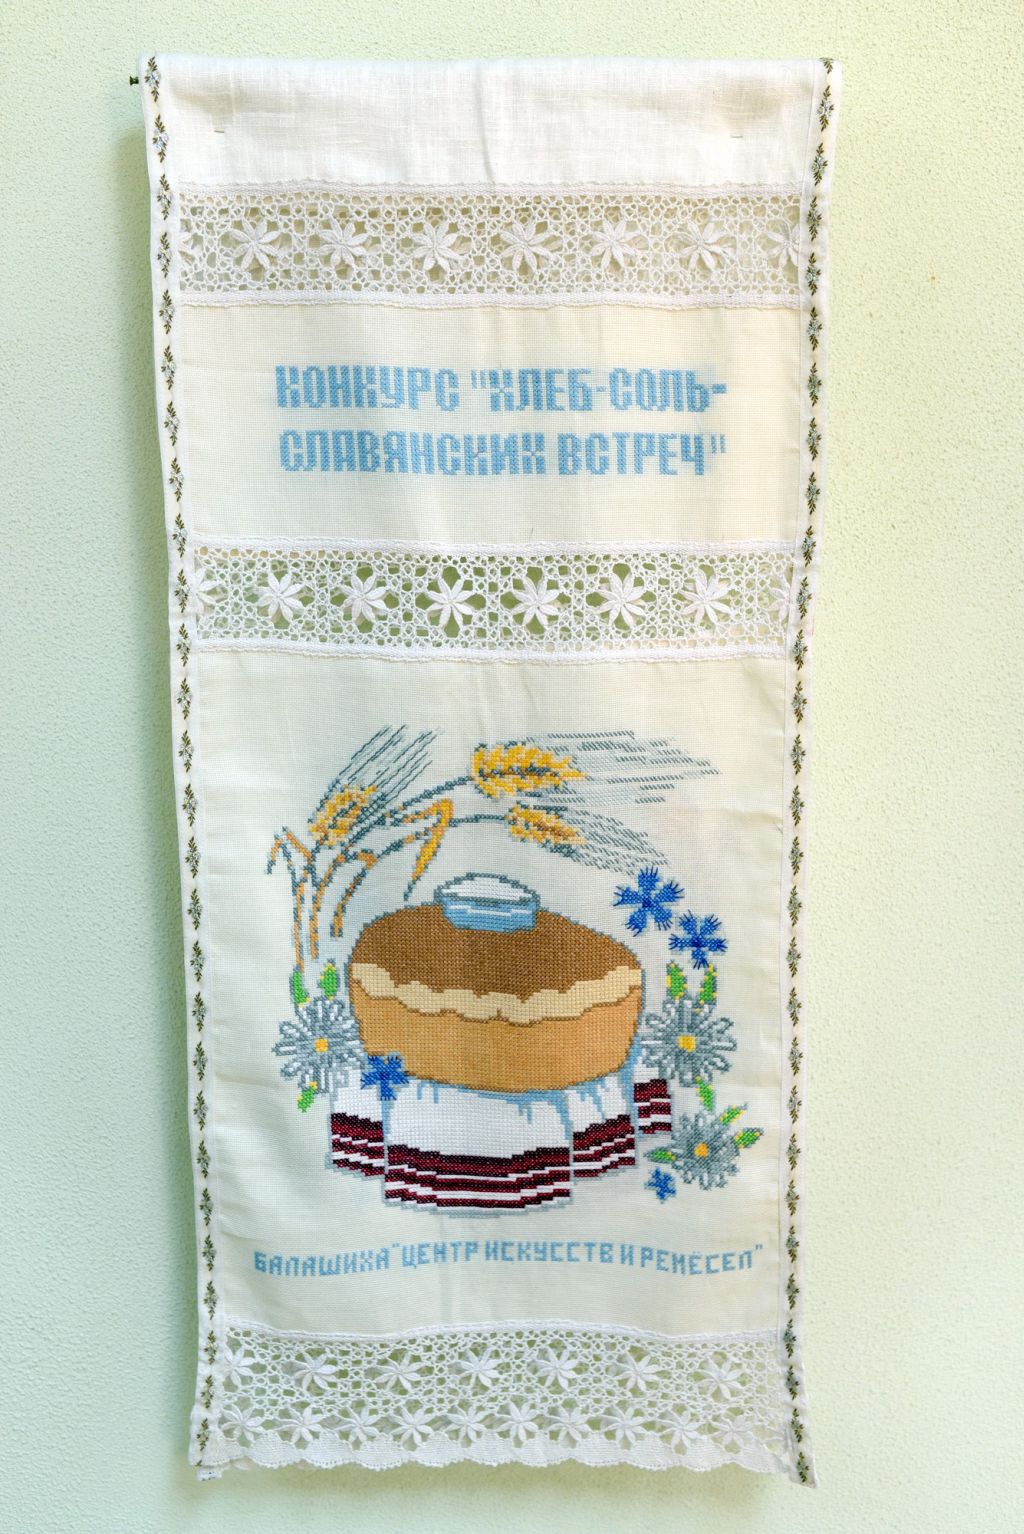 КОНКУРС "ХЛЕБ-СОЛЬ-
СЛАВЯНСКИХ ВСТРЕЧ"
БАЛАШИХА "ЦЕНТР ИСКУССТВ И РЕМЁСЕЛ"